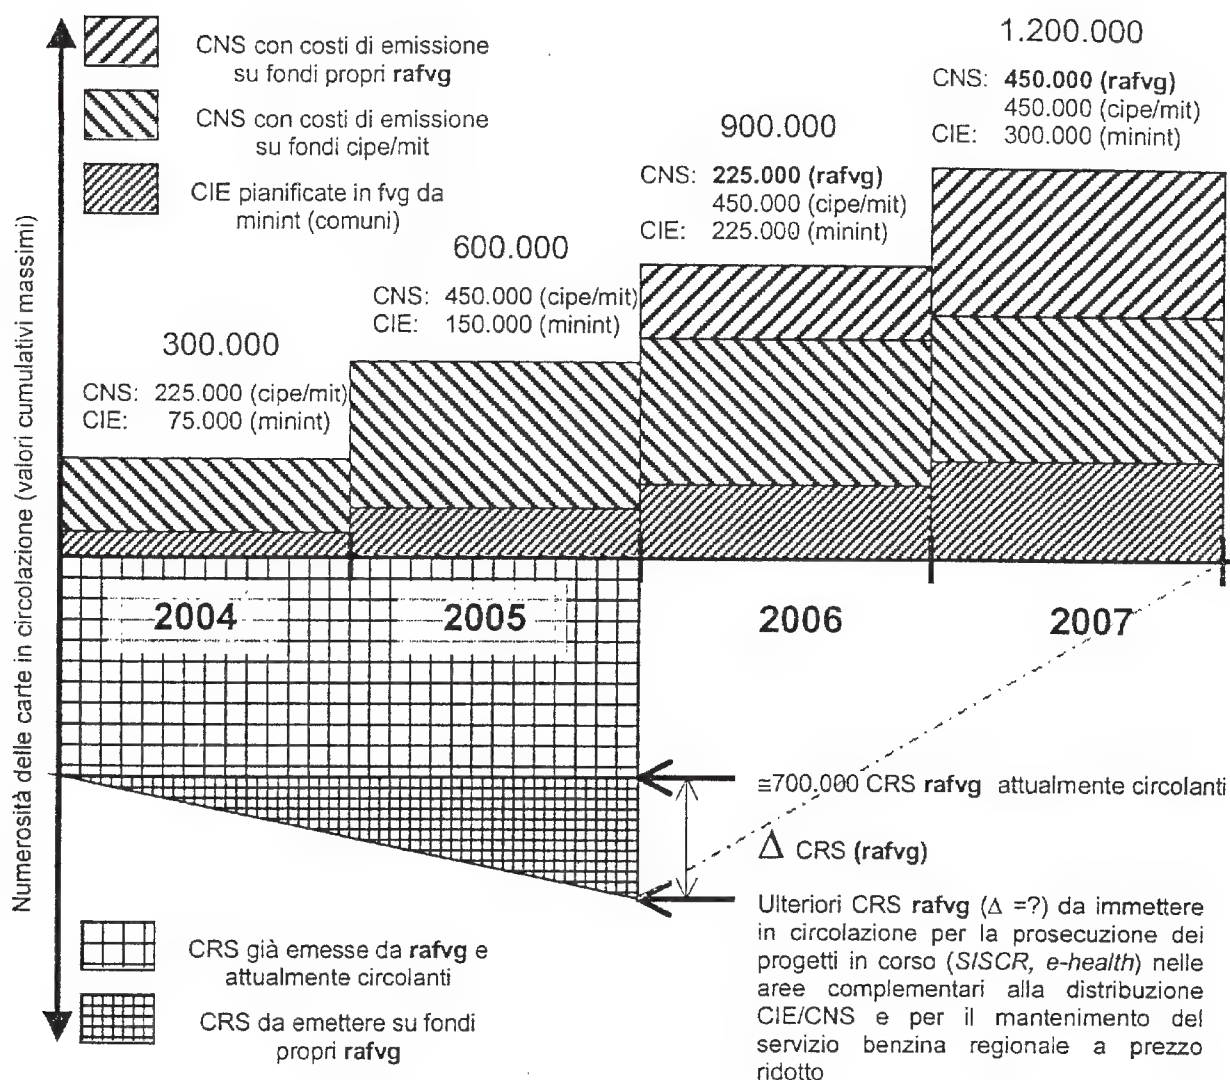 CNS con costi di emissione
su fondi propri rafvg
CNS con costi di emissione
su fondi cipe/mit
CIE pianificate in fvg da
minint (comuni)
Numerosità delle carte in circolazione (valori cumulativi massimi)
300.000
CNS: 225.000 (cipe/mit)
CIE: 75.000 (minint)
600.000
CNS: 450.000 (cipe/mit)
CIE: 150.000 (minint)
900.000
CNS: 225.000 (rafvg)
450.000 (cipe/mit)
CIE: 225.000 (minint)
1.200.000
CNS: 450.000 (rafvg)
450.000 (cipe/mit)
CIE: 300.000 (minint)
2004
2005
2006
2007
≅700.000 CRS rafvg attualmente circolanti
Δ CRS (rafvg)
Ulteriori CRS rafvg (Δ =?) da immettere
in circolazione per la prosecuzione dei
progetti in corso (SISCR, e-health) nelle
aree complementari alla distribuzione
CIE/CNS e per il mantenimento del
servizio benzina regionale a prezzo
ridotto
CRS già emesse da rafvg e
attualmente circolanti
CRS da emettere su fondi
propri rafvg